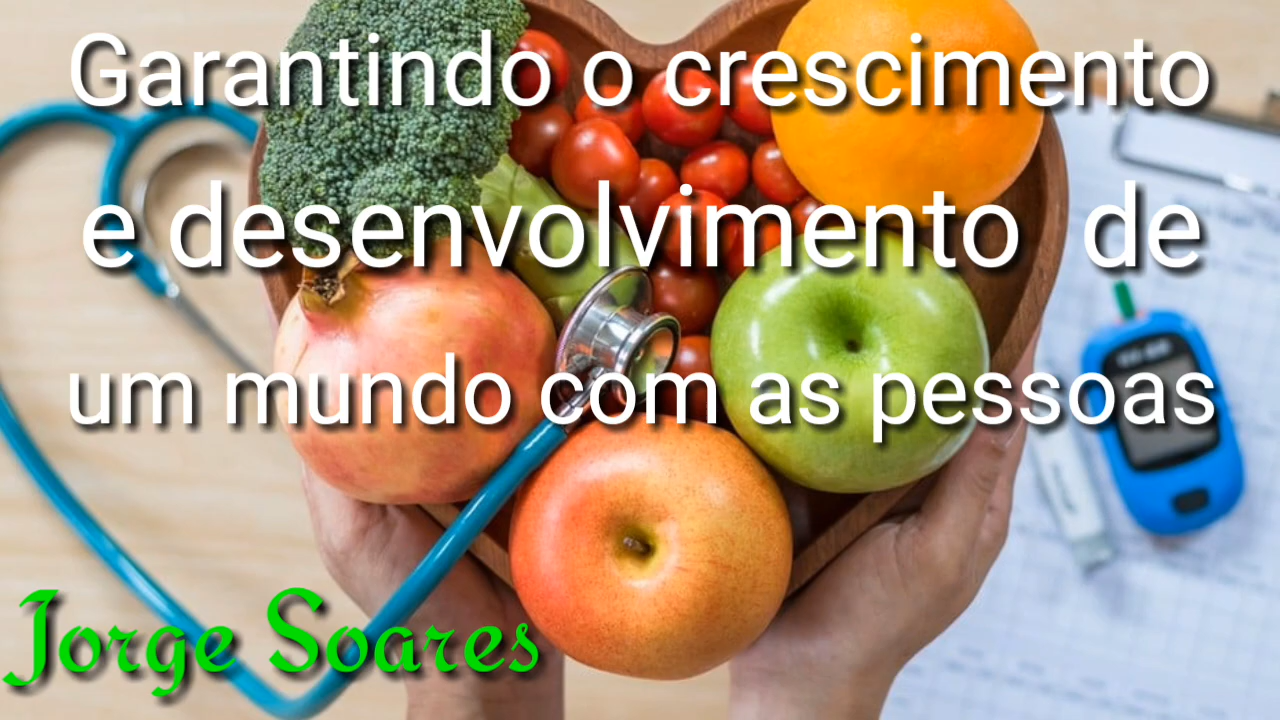 Garantindo o crescimento
e desenvolvimento de
um mundo com as pessoas
Jorge Soares